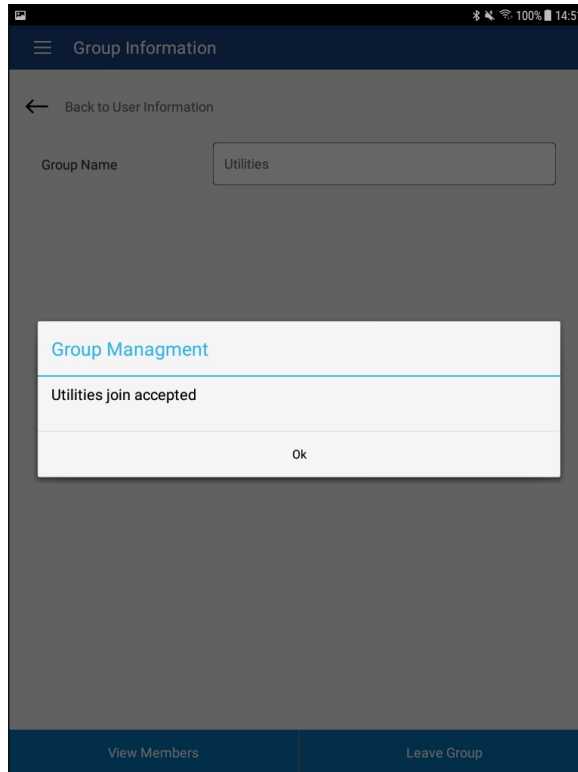 100% 14:51
Group Information
Back to User Information
Group Name
Utilities
Group Managment
Utilities join accepted
Ok
View Members
Leave Group